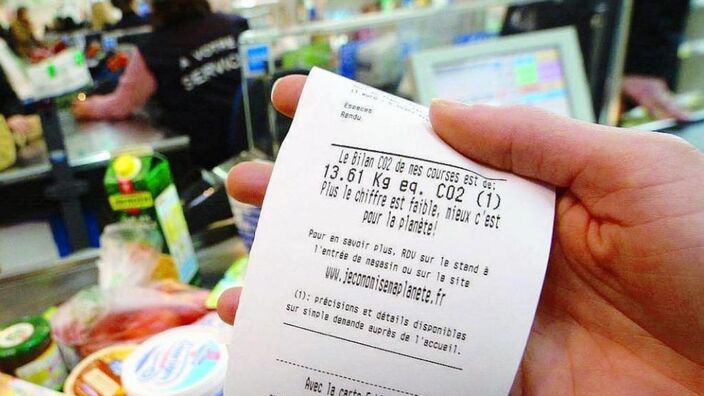 À VOTRE
SERVICE
Especes
Rendu
Le Bilan CO2 de mes courses est de:
13.61 Kg eq. CO2 (1)
Plus le chiffre est faible, mieux c'est
pour la planète!
Pour en savoir plus, RDV sur le stand à
l'entrée de magasin ou sur le site
www.jeconomisemaplanete.fr
(1): précisions et détails disponibles
sur simple demande auprès de l'accueil.
Avec la carte